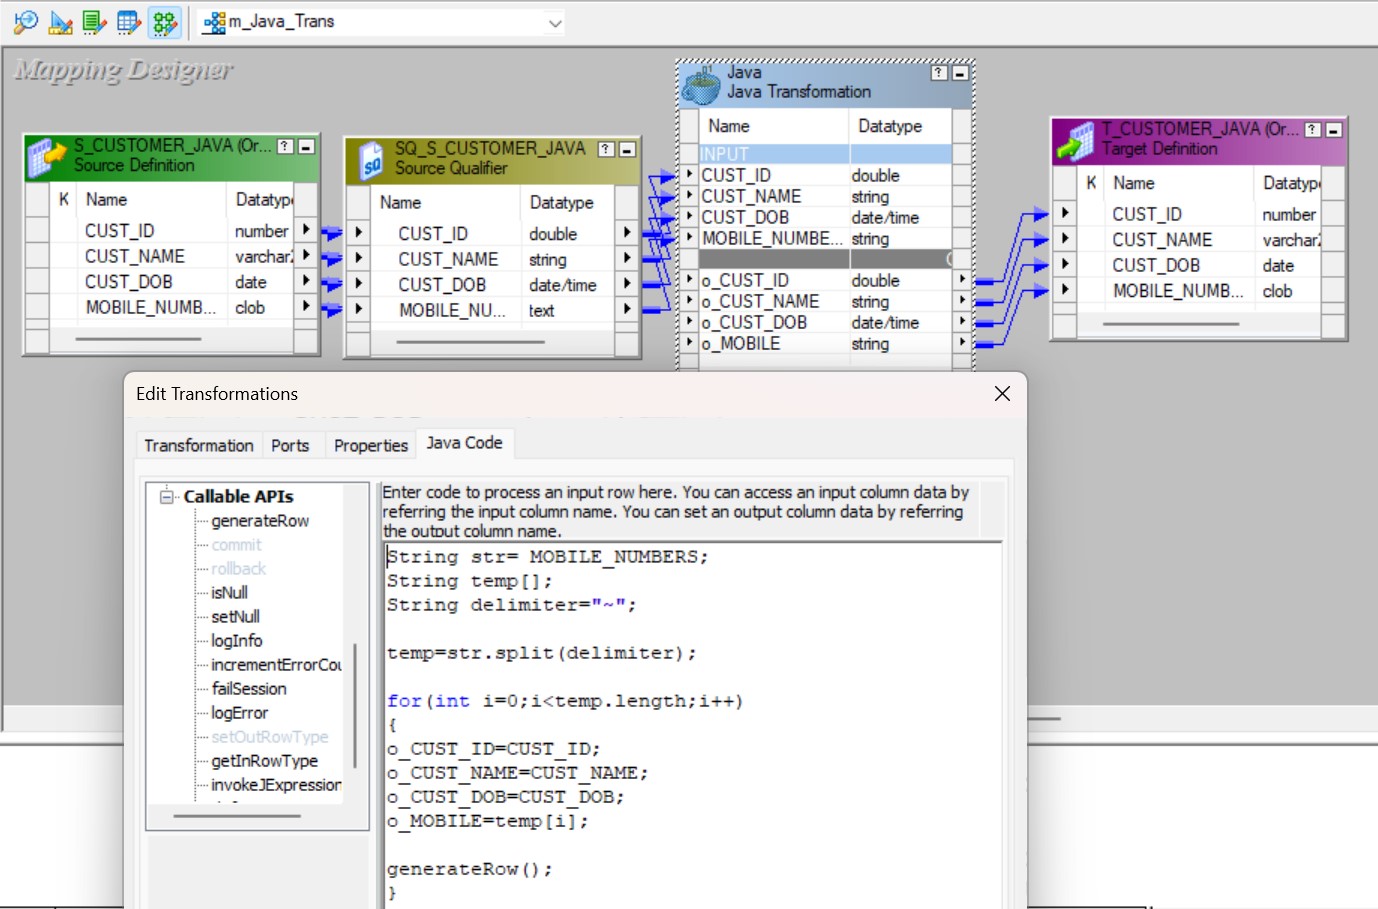 m_Java_Trans
Mapping Designer
S_CUSTOMER_JAVA (Or... ? 
Source Definition
K Name Datatyp
CUST_ID number
CUST_NAME varchar2
CUST_DOB date
MOBILE_NUMB... clob
SQ_S_CUSTOMER_JAVA ?
Source Qualifier
SQ
Name Datatype
CUST_ID double
CUST_NAME string
CUST_DOB date/time
MOBILE_NU... text
Java ?
Java Transformation
Name Datatype
INPUT
CUST_ID double
CUST_NAME string
CUST_DOB date/time
MOBILE_NUMBE... string
o_CUST_ID double
o_CUST_NAME string
o_CUST_DOB date/time
o_MOBILE string
T_CUSTOMER_JAVA (Or... ?
Target Definition
K Name Datatyp
CUST_ID number
CUST_NAME varchar2
CUST_DOB date
MOBILE_NUMB... clob
Edit Transformations
Transformation Ports Properties Java Code
Callable APIs
generateRow
commit
rollback
isNull
setNull
logInfo
incrementErrorCou
failSession
logError
setOutRowType
getInRowType
invokeJExpression
Enter code to process an input row here. You can access an input column data by
referring the input column name. You can set an output column data by referring
the output column name.
String str= MOBILE_NUMBERS;
String temp[];
String delimiter="~";
temp=str.split(delimiter);
for(int i=0;i<temp.length;i++)
{
o_CUST_ID=CUST_ID;
o_CUST_NAME=CUST_NAME;
o_CUST_DOB=CUST_DOB;
o_MOBILE=temp[i];
generateRow();
}